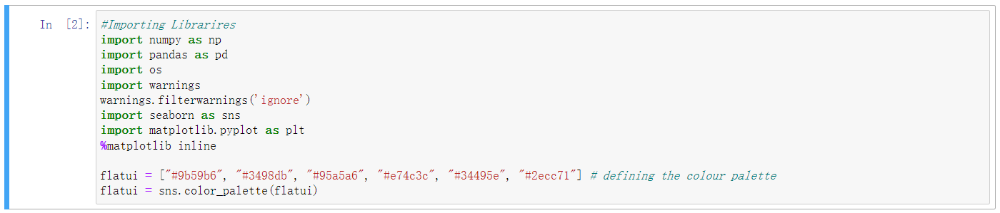 In [2]:
#Importing Librarires
import numpy as np
import pandas as pd
import os
import warnings
warnings.filterwarnings('ignore')
import seaborn as sns
import matplotlib.pyplot as plt
%matplotlib inline
flatui = ["#9b59b6", "#3498db", "#95a5a6", "#e74c3c", "#34495e", "#2ecc71"] # defining the colour palette
flatui = sns.color_palette(flatui)